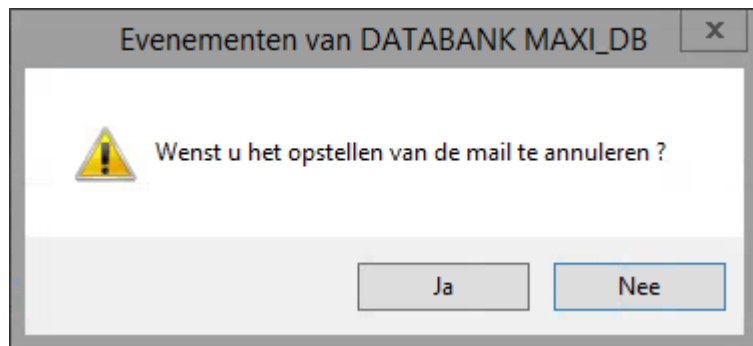 Evenementen van DATABANK MAXI_DB
Wenst u het opstellen van de mail te annuleren ?
Ja
Nee